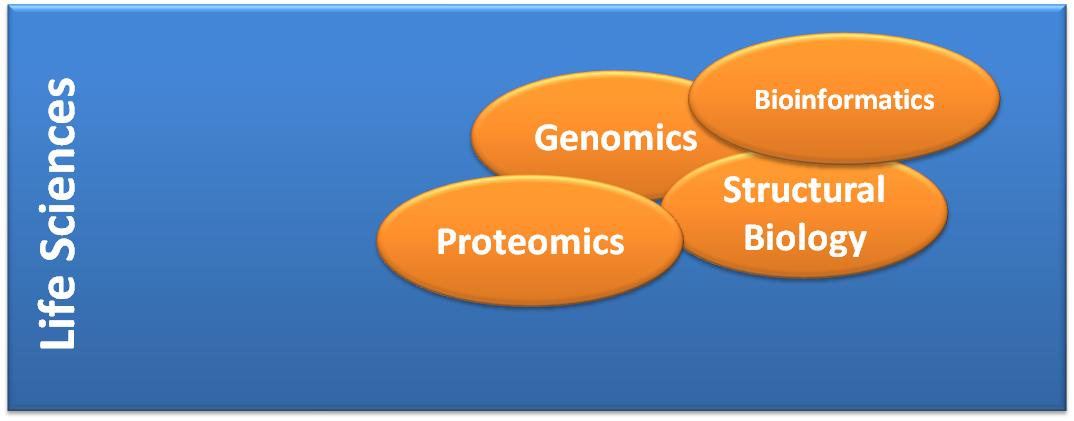 Life Sciences
Bioinformatics
Genomics
Structural
Biology
Proteomics